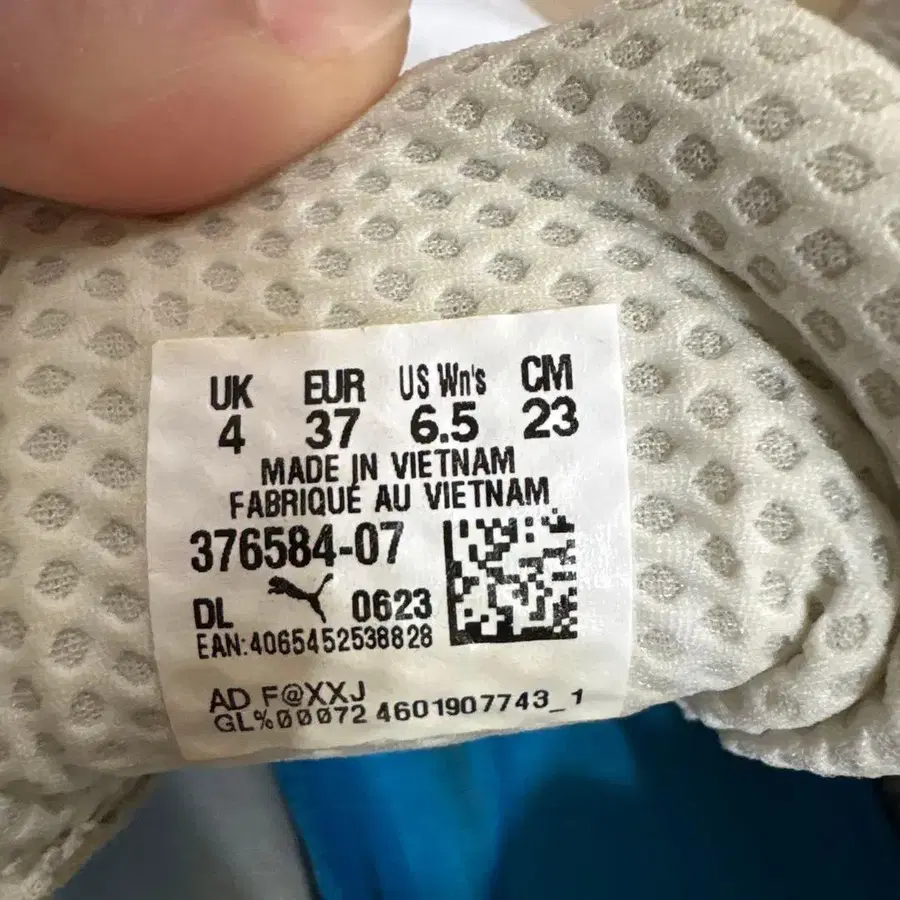 UK EUR US Wn's CM
4 37 6.5 23
MADE IN VIETNAM
FABRIQUÉ AU VIETNAM
376584-07
DL 0623
EAN:4065452538828
AD F@XXJ
GL%00072 4601907743_1